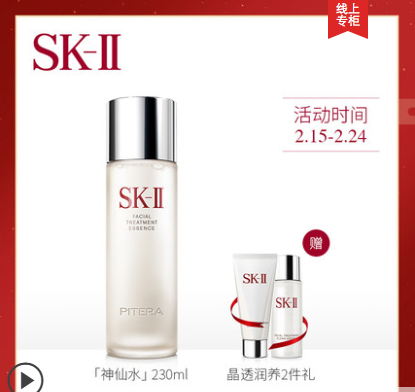 线上
专柜
SK-II
活动时间
2.15-2.24
SK-II
FACIAL
TREATMENT
ESSENCE
PITERA
赠
SK-II
SK-II
「神仙水」230ml
晶透润养2件礼